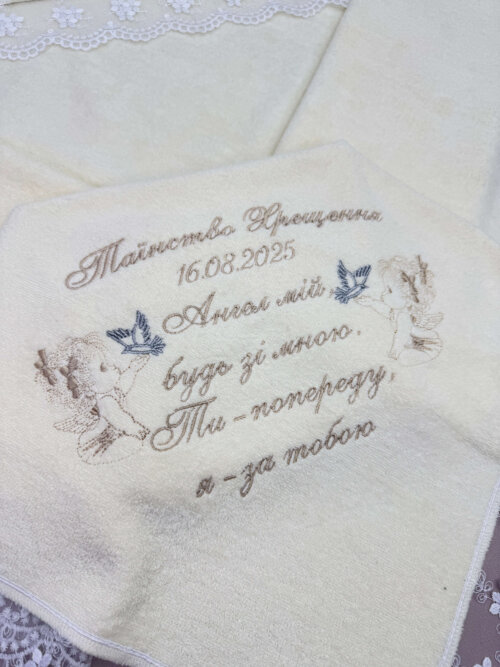 Таїнство Хрещення
16.08.2025
Ангел мій,
будь зі мною.
Ти – попереду,
я – за тобою